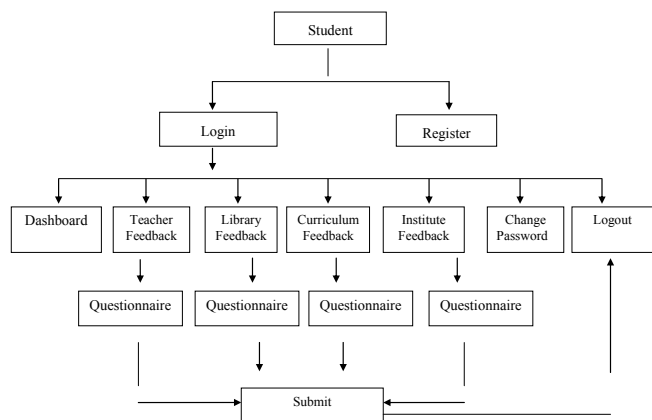 Student
Login
Register
Dashboard
Teacher
Feedback
Library
Feedback
Curriculum
Feedback
Institute
Feedback
Change
Password
Logout
Questionnaire
Questionnaire
Questionnaire
Questionnaire
Submit